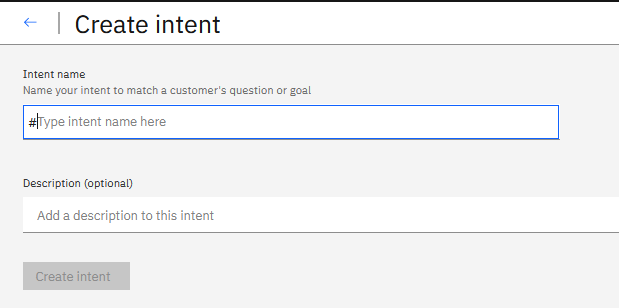 Create intent
Intent name
Name your intent to match a customer's question or goal
#Type intent name here
Description (optional)
Add a description to this intent
Create intent